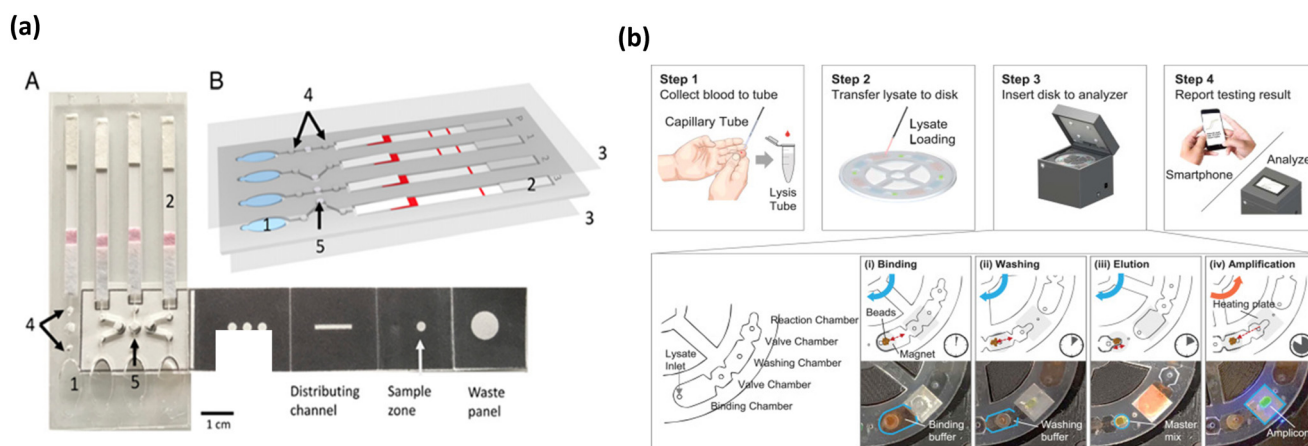 (a)
(b)
A
B
4
3
2
1
5
3
2
4
1
5
1 cm
Distributing
channel
Sample
zone
Waste
panel
Step 1
Collect blood to tube
Capillary Tube
Lysis
Tube
Step 2
Transfer lysate to disk
Lysate
Loading
Step 3
Insert disk to analyzer
Step 4
Report testing result
Smartphone
Analyze
Lysate
Inlet
Reaction Chamber
Valve Chamber
Washing Chamber
Valve Chamber
Binding Chamber
(i) Binding
Beads
Magnet
Binding
buffer
(ii) Washing
Washing
buffer
(iii) Elution
Master
mix
(iv) Amplification
Heating plate
Amplicon